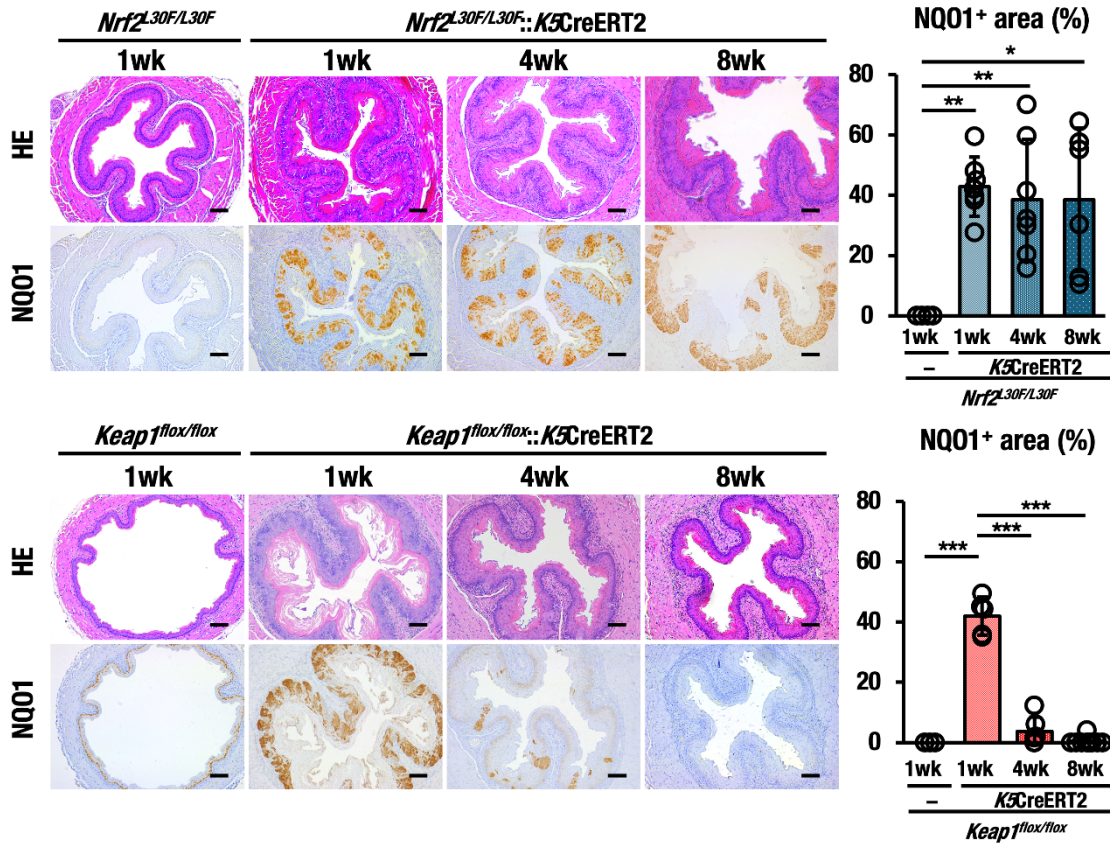 Nrf2L30F/L30F Nrf2L30F/L30F::K5CreERT2
1wk 1wk 4wk 8wk
HE
NQO1
NQO1+ area (%)
*
**
**
80
60
40
20
0
1wk 1wk 4wk 8wk
– K5CreERT2
Nrf2L30F/L30F
Keap1flox/flox Keap1flox/flox::K5CreERT2
1wk 1wk 4wk 8wk
HE
NQO1
NQO1+ area (%)
***
*** ***
80
60
40
20
0
1wk 1wk 4wk 8wk
– K5CreERT2
Keap1flox/flox